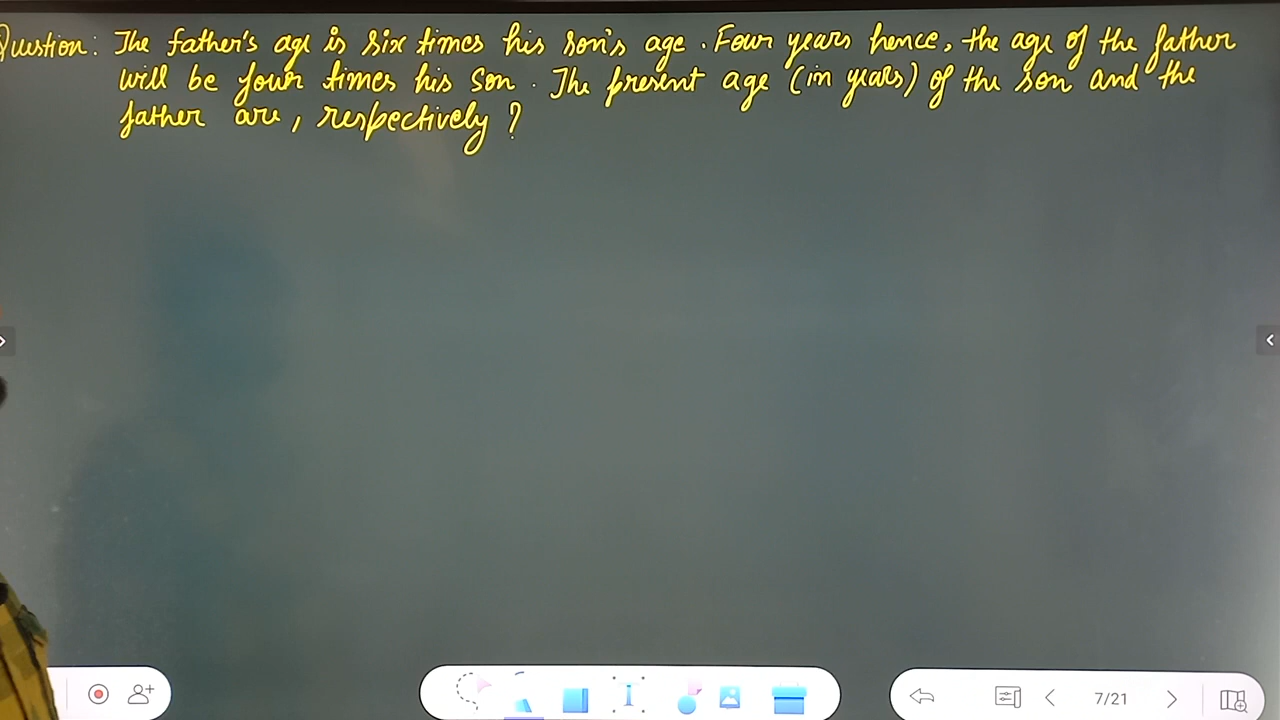 Question: The father's age is six times his son's age. Four years hence, the age of the father
will be four times his son. The present age (in years) of the son and the
father are, respectively?
7/21